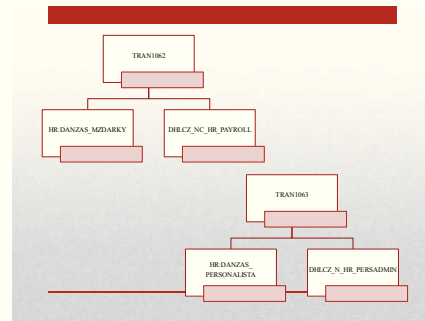 TRAN1062
HR:DANZAS_MZDARKY
DHLCZ_NC_HR_PAYROLL
TRAN1063
HR:DANZAS_
PERSONALISTA
DHLCZ_N_HR_PERSADMIN